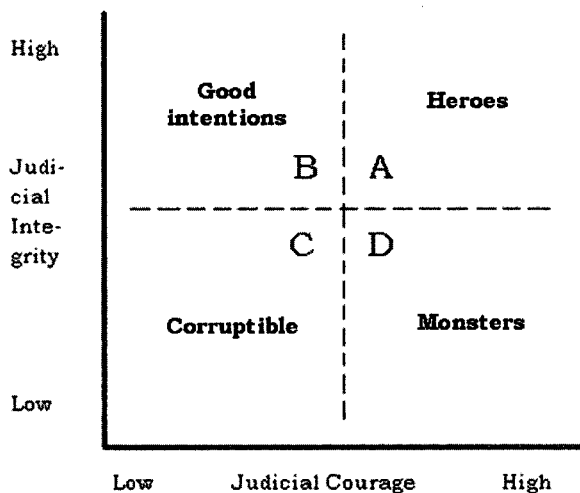 High
Good
intentions
Heroes
Judi-
cial
Inte-
grity
B A
C D
Corruptible
Monsters
Low
Low Judicial Courage High